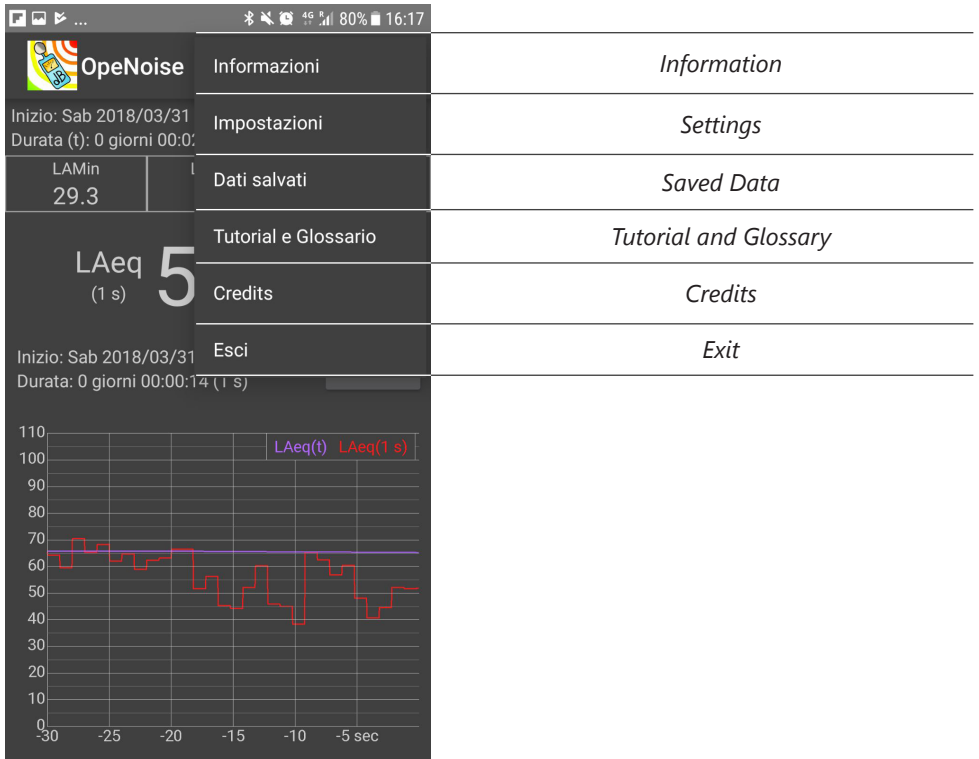 ... 4G R 80% 16:17
OpeNoise
Informazioni
Information
Inizio: Sab 2018/03/31
Impostazioni
Settings
Durata (t): 0 giorni 00:02
LAMin
29.3
Dati salvati
Saved Data
Tutorial e Glossario
Tutorial and Glossary
LAeq 5
(1 s)
Credits
Credits
Esci
Exit
Inizio: Sab 2018/03/31
Durata: 0 giorni 00:00:14 (1 s)
110
LAeq(t) LAeq(1 s)
100
90
80
70
60
50
40
30
20
10
0
-30 -25 -20 -15 -10 -5 sec